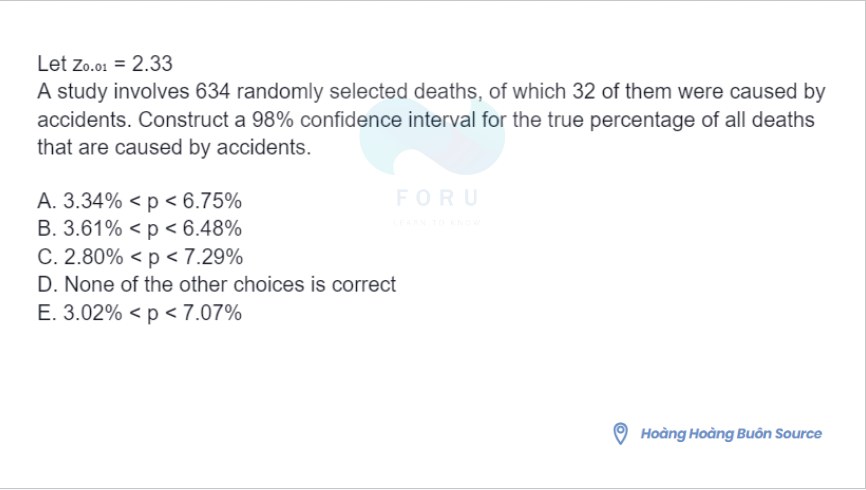 Let z₀.₀₁ = 2.33
A study involves 634 randomly selected deaths, of which 32 of them were caused by
accidents. Construct a 98% confidence interval for the true percentage of all deaths
that are caused by accidents.
A. 3.34% < p < 6.75%
FORU
B. 3.61% < p < 6.48%
C. 2.80% < p < 7.29%
D. None of the other choices is correct
E. 3.02% < p < 7.07%
Hoàng Hoàng Buôn Source